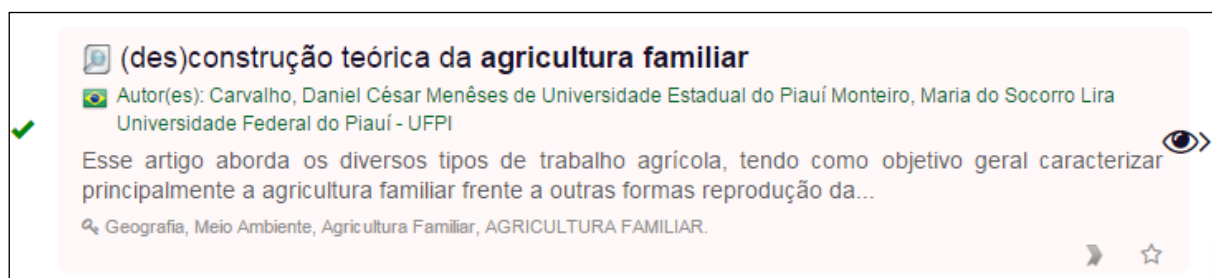 (des)construção teórica da agricultura familiar
Autor(es): Carvalho, Daniel César Menêses de Universidade Estadual do Piauí Monteiro, Maria do Socorro Lira
Universidade Federal do Piauí - UFPI
Esse artigo aborda os diversos tipos de trabalho agrícola, tendo como objetivo geral caracterizar
principalmente a agricultura familiar frente a outras formas reprodução da...
Geografia, Meio Ambiente, Agricultura Familiar, AGRICULTURA FAMILIAR.